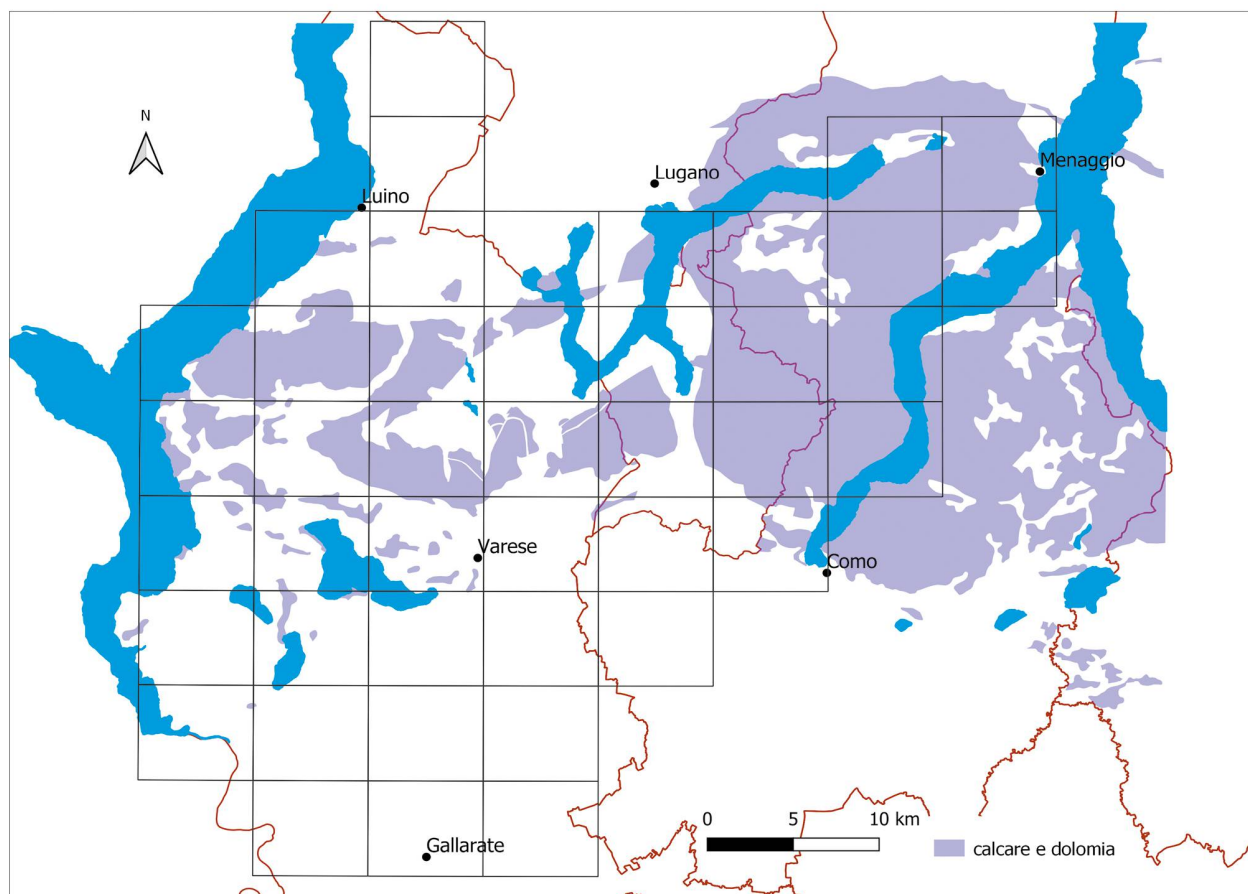 N
Menaggio
Lugano
Luino
Varese
Como
0 5 10 km
Gallarate
calcare e dolomia